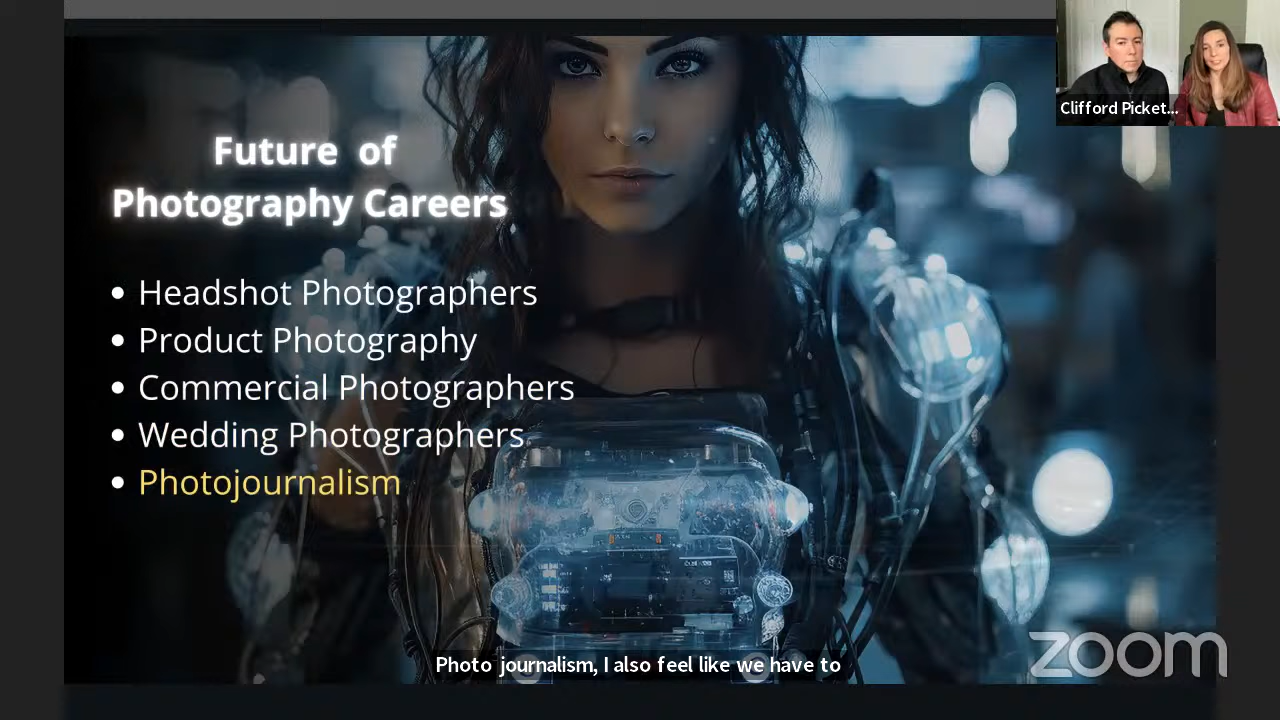 Clifford Picket...
Future of
Photography Careers
• Headshot Photographers
• Product Photography
• Commercial Photographers
• Wedding Photographers
• Photojournalism
Photo journalism, I also feel like we have to
zoom